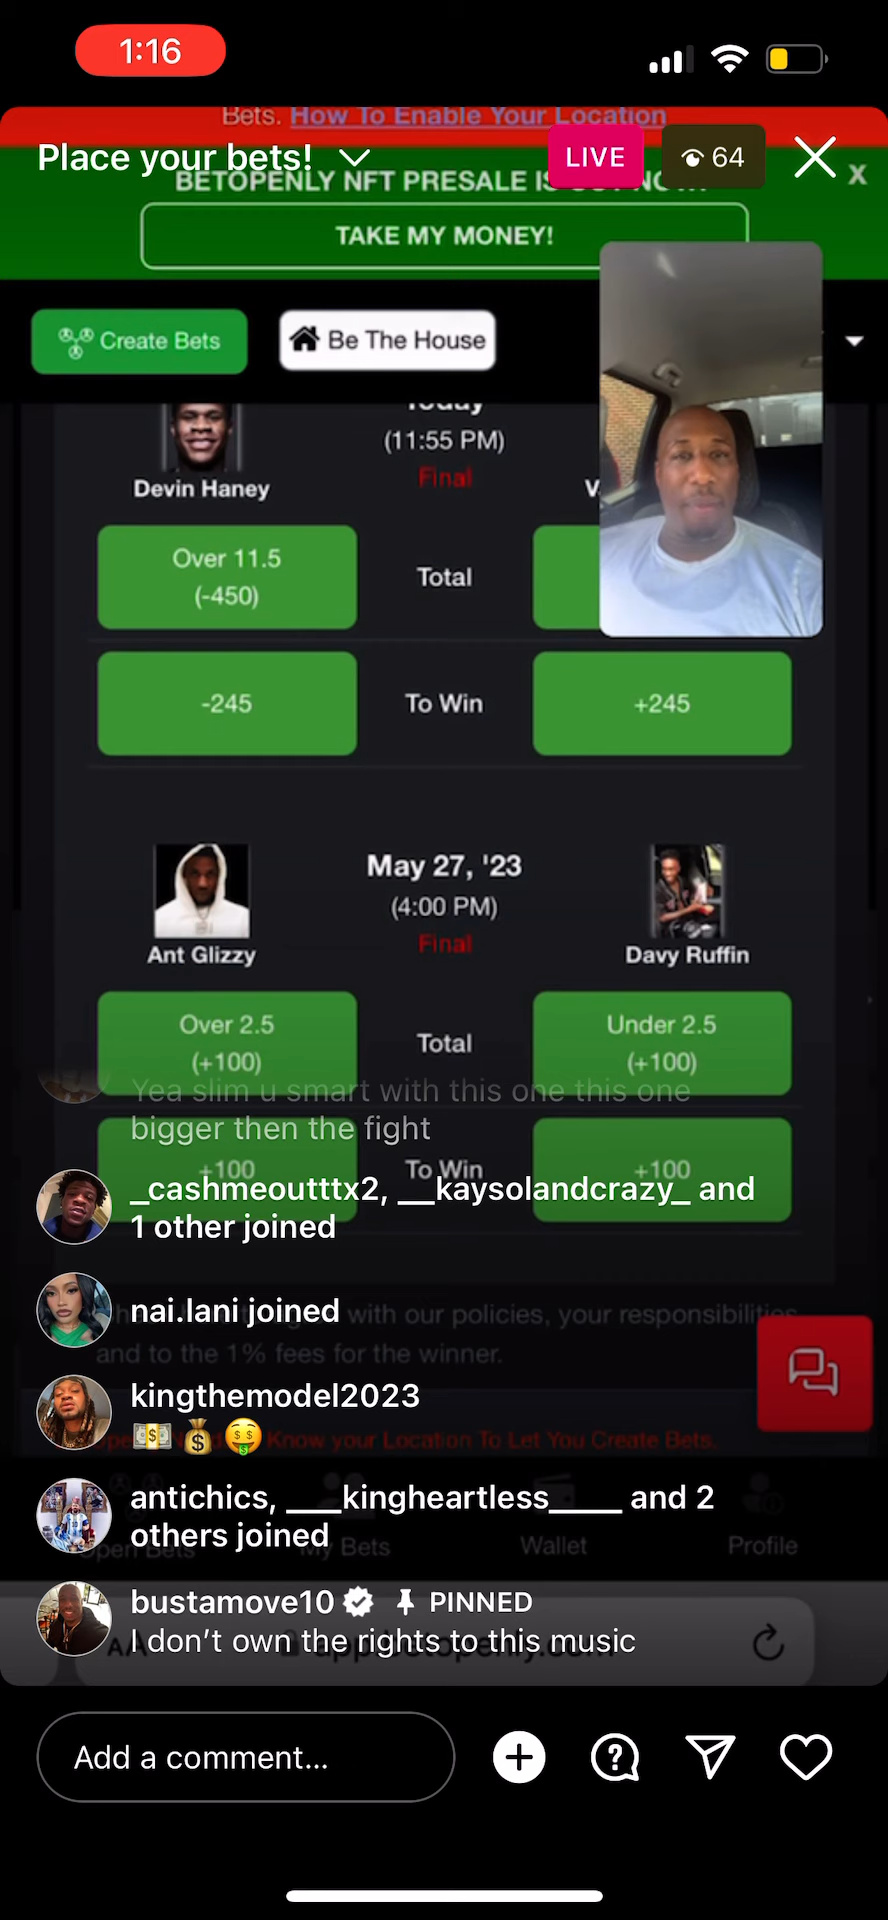 1:16
Bets. How To Enable Your Location
Place your bets!
LIVE
64
BETOPENLY NFT PRESALE IS
X
TAKE MY MONEY!
Create Bets
Be The House
Today
(11:55 PM)
Final
Devin Haney
V
Over 11.5
(-450)
Total
-245
To Win
+245
May 27, '23
(4:00 PM)
Final
Ant Glizzy
Davy Ruffin
Over 2.5
(+100)
Total
Under 2.5
(+100)
Yea slim u smart with this one this one
bigger then the fight
+100
To Win
+100
_cashmeoutttx2, __kaysolandcrazy_ and
1 other joined
nai.lani joined
with our policies, your responsibilities
and to the 1% fees for the winner.
kingthemodel2023
Know your Location To Let You Create Bets.
antichics, ___kingheartless____ and 2
others joined
Open Bets
My Bets
Wallet
Profile
bustamove10 PINNED
I don't own the rights to this music
Add a comment...